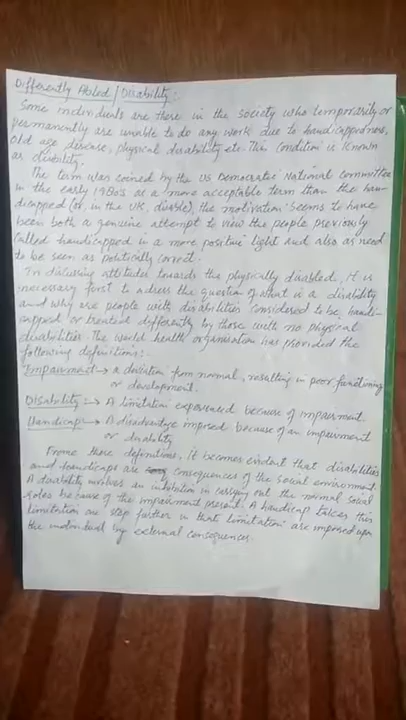 Differently Abled / Disability:-
Some individuals are there in the society who temporarily or
permanently are unable to do any work due to handicappedness,
old age disease, physical disability etc. This condition is known
as disability.
The term was coined by the US Democratic National Committee
in the early 1980s as a more acceptable term than the han-
dicapped (or, in the UK, disable), the motivation seems to have
been both a genuine attempt to view the people previously
called handicapped in a more positive light and also as need
to be seen as politically correct.
In discussing attitudes towards the physically disabled, it is
necessary first to adress the question of what is a disability
and why are people with disabilities considered to be, handi-
capped or treated differently by those with no physical
disabilities. The world health organisation has provided the
following definitions:-
Impairment → a deviation from normal, resulting in poor functioning
or development.
Disability → A limitation experienced because of impairment.
Handicap → A disadvantage imposed because of an impairment
or disability
Frome these definitions, it becomes evident that disabilities
and handicaps are consequences of the social environment.
A disability involves an inhibition in carrying out the normal social
roles because of the impairment present. A handicap takes this
limitation are step further in that limitation are imposed upon
the individual by external consequences.